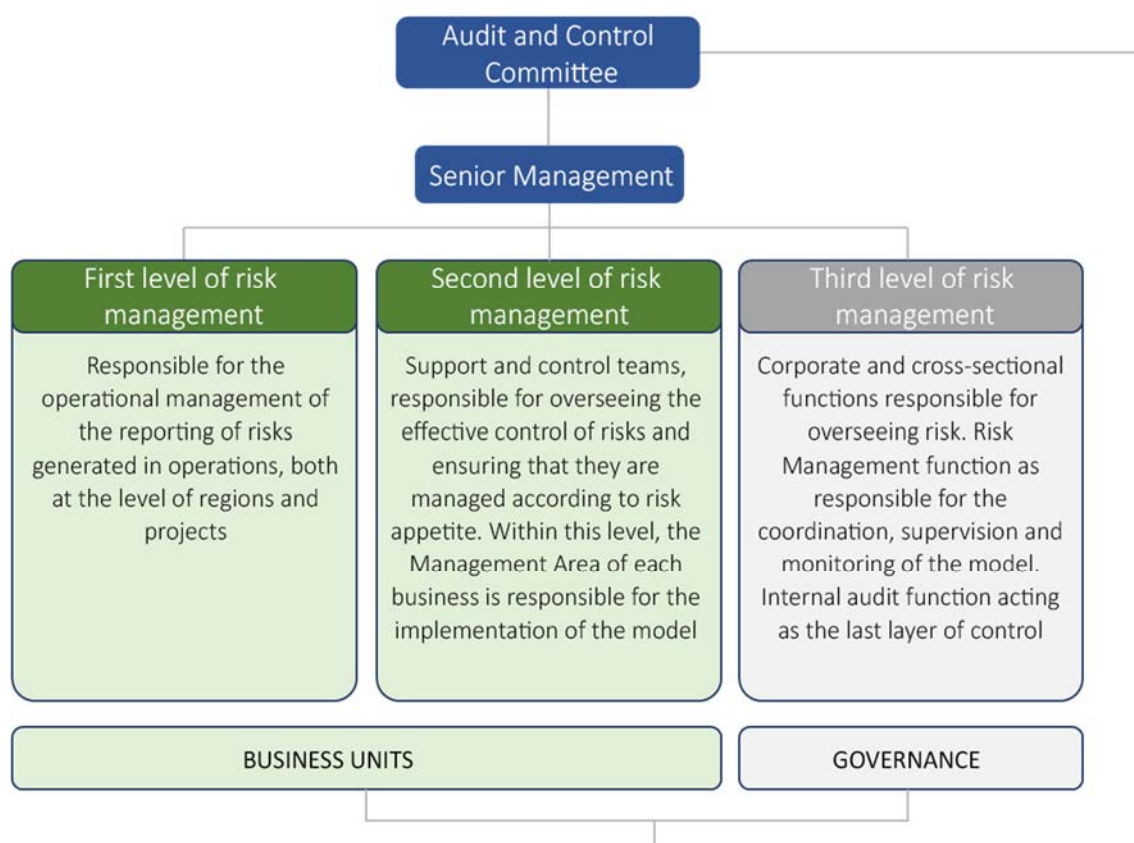 Audit and Control
Committee
Senior Management
First level of risk
management
Responsible for the
operational management of
the reporting of risks
generated in operations, both
at the level of regions and
projects
Second level of risk
management
Support and control teams,
responsible for overseeing the
effective control of risks and
ensuring that they are
managed according to risk
appetite. Within this level, the
Management Area of each
business is responsible for the
implementation of the model
Third level of risk
management
Corporate and cross-sectional
functions responsible for
overseeing risk. Risk
Management function as
responsible for the
coordination, supervision and
monitoring of the model.
Internal audit function acting
as the last layer of control
BUSINESS UNITS
GOVERNANCE